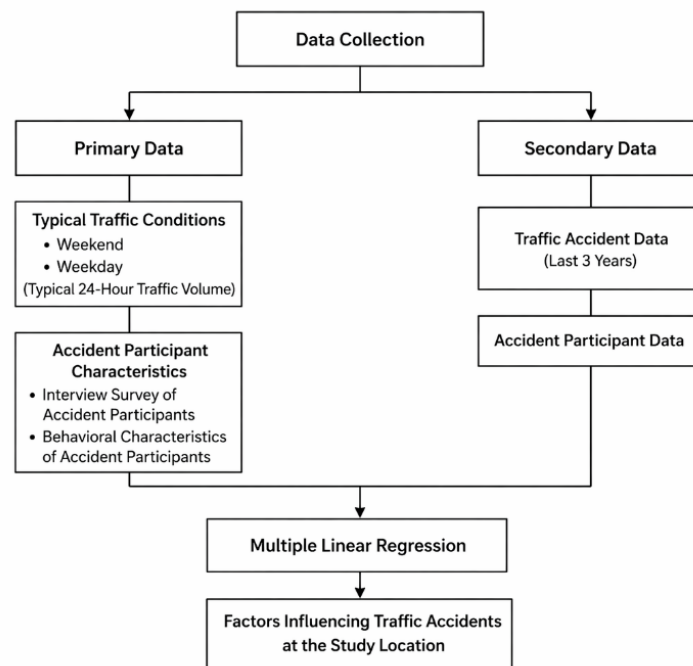 Data Collection
Primary Data
Secondary Data
Typical Traffic Conditions
• Weekend
• Weekday
(Typical 24-Hour Traffic Volume)
Traffic Accident Data
(Last 3 Years)
Accident Participant
Characteristics
• Interview Survey of
Accident Participants
• Behavioral Characteristics
of Accident Participants
Accident Participant Data
Multiple Linear Regression
Factors Influencing Traffic Accidents
at the Study Location